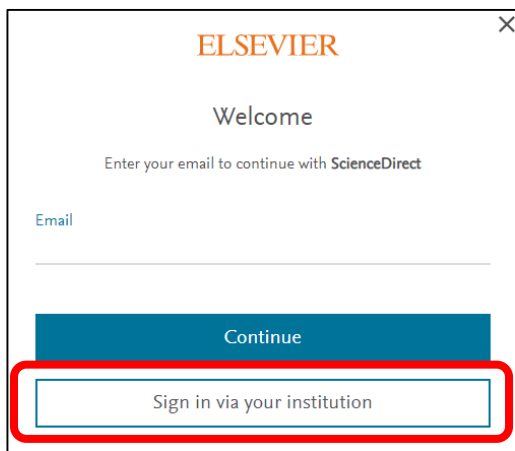 ELSEVIER
Welcome
Enter your email to continue with ScienceDirect
Email
Continue
Sign in via your institution